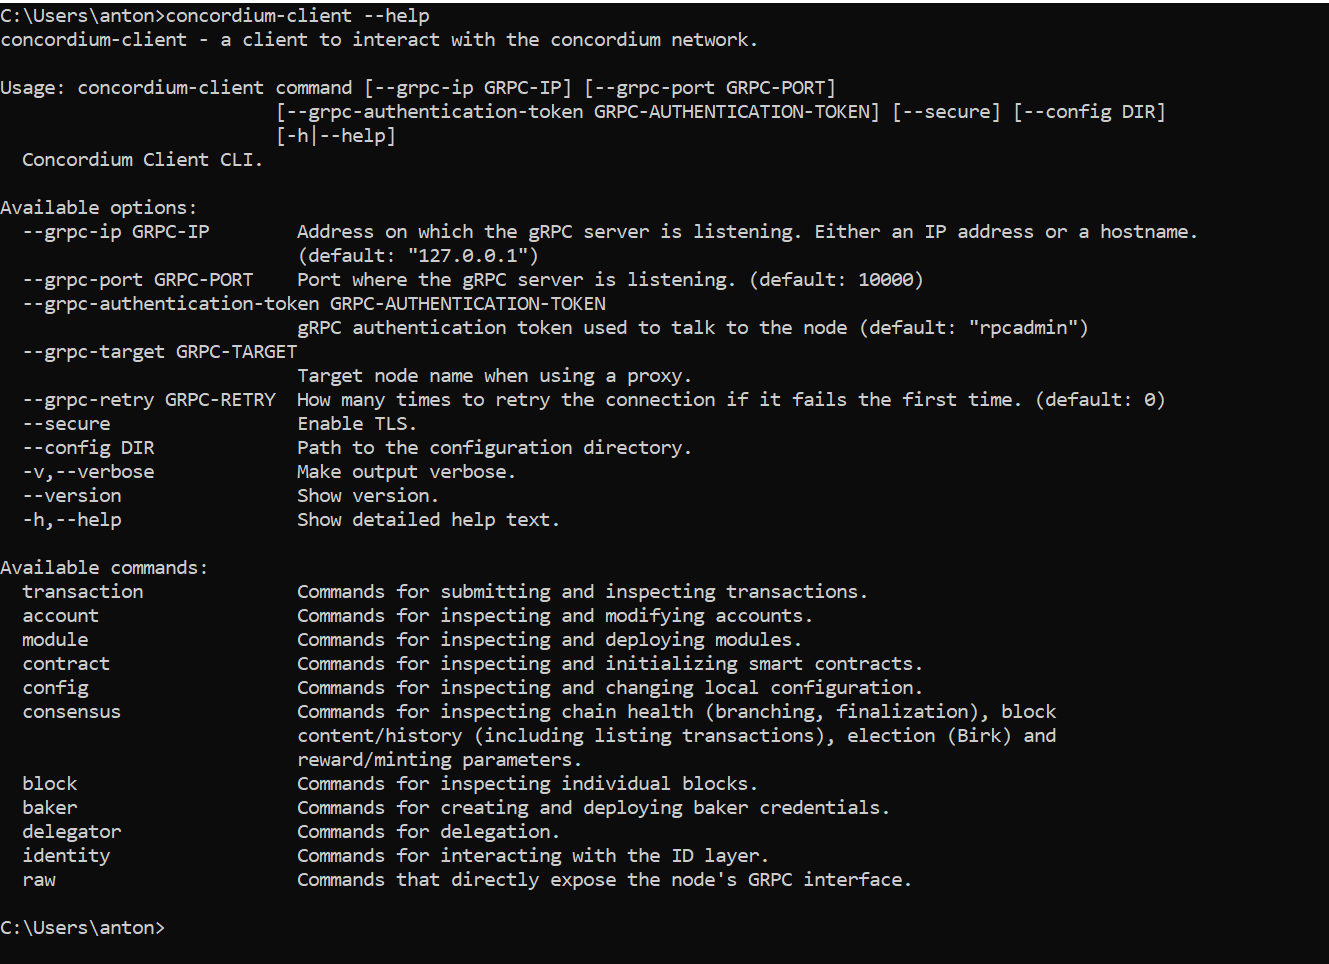 C:\Users\anton>concordium-client --help
concordium-client - a client to interact with the concordium network.
Usage: concordium-client command [--grpc-ip GRPC-IP] [--grpc-port GRPC-PORT]
[--grpc-authentication-token GRPC-AUTHENTICATION-TOKEN] [--secure] [--config DIR]
[-h|--help]
Concordium Client CLI.
Available options:
--grpc-ip GRPC-IP Address on which the gRPC server is listening. Either an IP address or a hostname.
(default: "127.0.0.1")
--grpc-port GRPC-PORT Port where the gRPC server is listening. (default: 10000)
--grpc-authentication-token GRPC-AUTHENTICATION-TOKEN
gRPC authentication token used to talk to the node (default: "rpcadmin")
--grpc-target GRPC-TARGET
Target node name when using a proxy.
--grpc-retry GRPC-RETRY How many times to retry the connection if it fails the first time. (default: 0)
--secure Enable TLS.
--config DIR Path to the configuration directory.
-v,--verbose Make output verbose.
--version Show version.
-h,--help Show detailed help text.
Available commands:
transaction Commands for submitting and inspecting transactions.
account Commands for inspecting and modifying accounts.
module Commands for inspecting and deploying modules.
contract Commands for inspecting and initializing smart contracts.
config Commands for inspecting and changing local configuration.
consensus Commands for inspecting chain health (branching, finalization), block
content/history (including listing transactions), election (Birk) and
reward/minting parameters.
block Commands for inspecting individual blocks.
baker Commands for creating and deploying baker credentials.
delegator Commands for delegation.
identity Commands for interacting with the ID layer.
raw Commands that directly expose the node's GRPC interface.
C:\Users\anton>